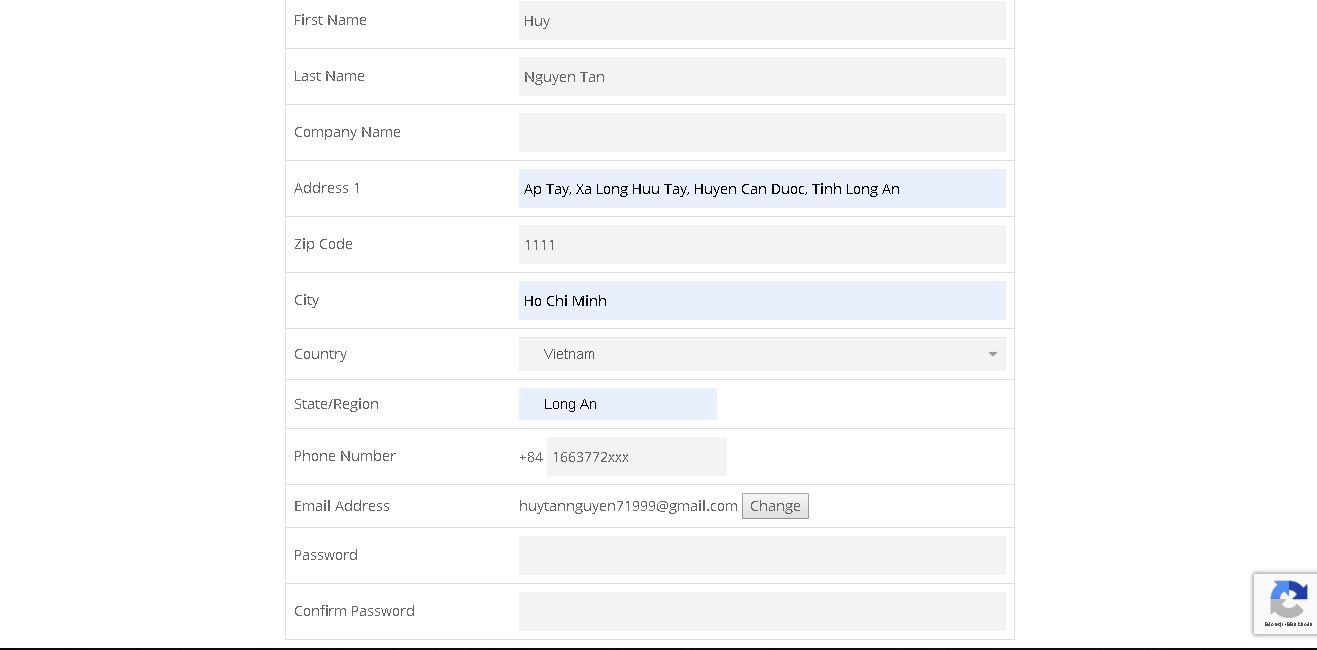 First Name Huy
Last Name Nguyen Tan
Company Name
Address 1 Ap Tay, Xa Long Huu Tay, Huyen Can Duoc, Tinh Long An
Zip Code 1111
City Ho Chi Minh
Country Vietnam
State/Region Long An
Phone Number +84 1663772xxx
Email Address huytannguyen71999@gmail.com Change
Password
Confirm Password